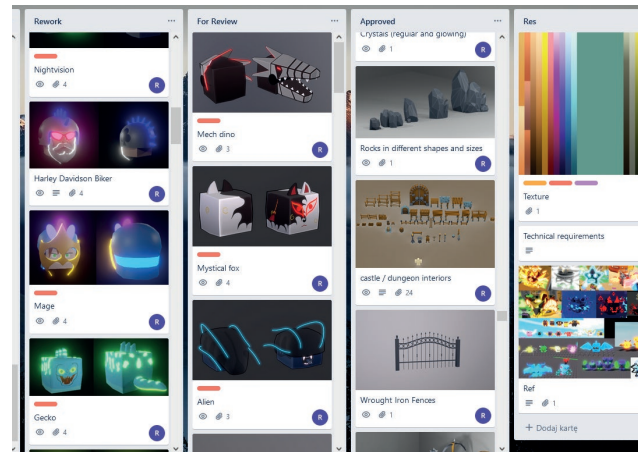 Rework
Nightvision
4
R
Harley Davidson Biker
4
R
Mage
4
R
Gecko
4
R
For Review
Mech dino
3
R
Mystical fox
4
R
Alien
3
R
Approved
Crystals (regular and glowing)
1
R
Rocks in different shapes and sizes
1
R
castle / dungeon interiors
24
R
Wrought Iron Fences
1
R
Res
Texture
1
Technical requirements
Ref
1
+ Dodaj kartę